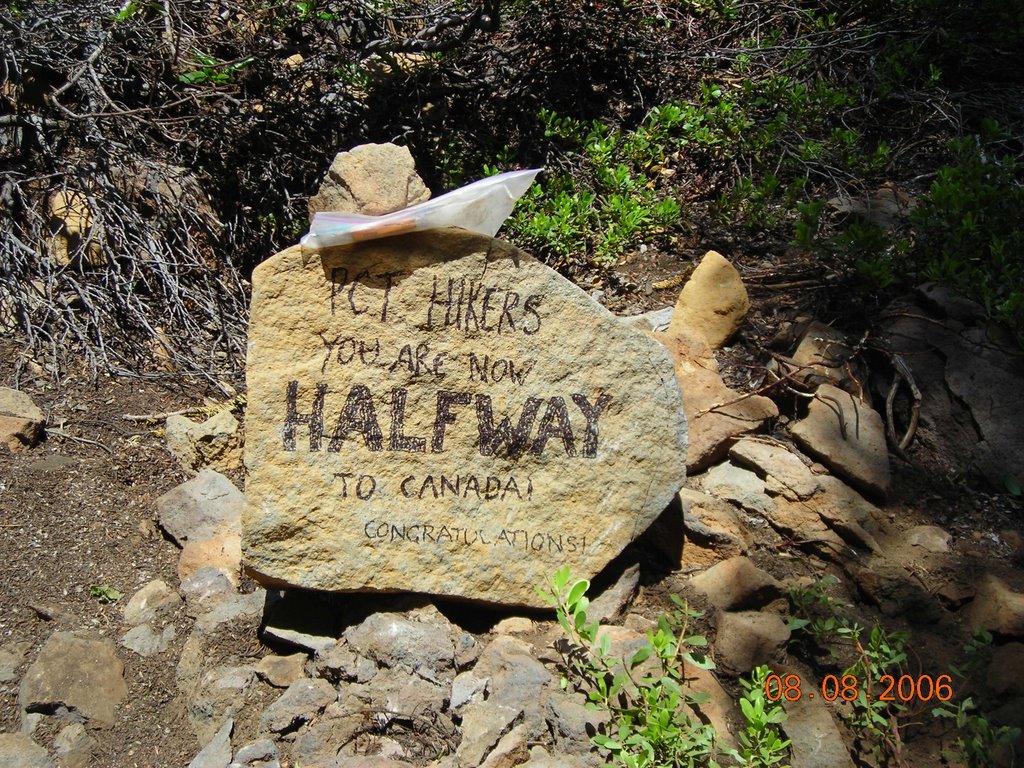 PCT HIKERS
YOU ARE NOW
HALFWAY
TO CANADA!
CONGRATULATIONS!
08.08.2006